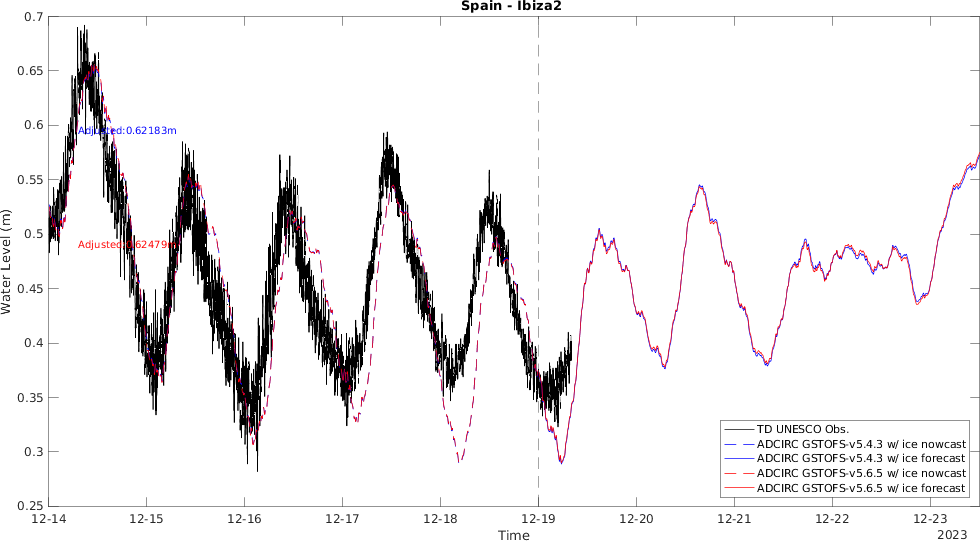 Spain - Ibiza2
Water Level (m)
0.7
0.65
0.6
0.55
0.5
0.45
0.4
0.35
0.3
0.25
Adjusted:0.62183m
Adjusted:0.62479m
TD UNESCO Obs.
ADCIRC GSTOFS-v5.4.3 w/ ice nowcast
ADCIRC GSTOFS-v5.4.3 w/ ice forecast
ADCIRC GSTOFS-v5.6.5 w/ ice nowcast
ADCIRC GSTOFS-v5.6.5 w/ ice forecast
12-14 12-15 12-16 12-17 12-18 12-19 12-20 12-21 12-22 12-23
Time
2023